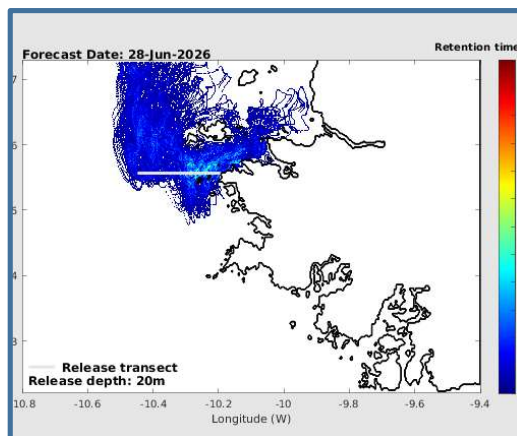 Forecast Date: 28-Jun-2026
Retention time
7
6
5
4
3
Release transect
Release depth: 20m
10.8 -10.6 -10.4 -10.2 -10 -9.8 -9.6 -9.4
Longitude (W)